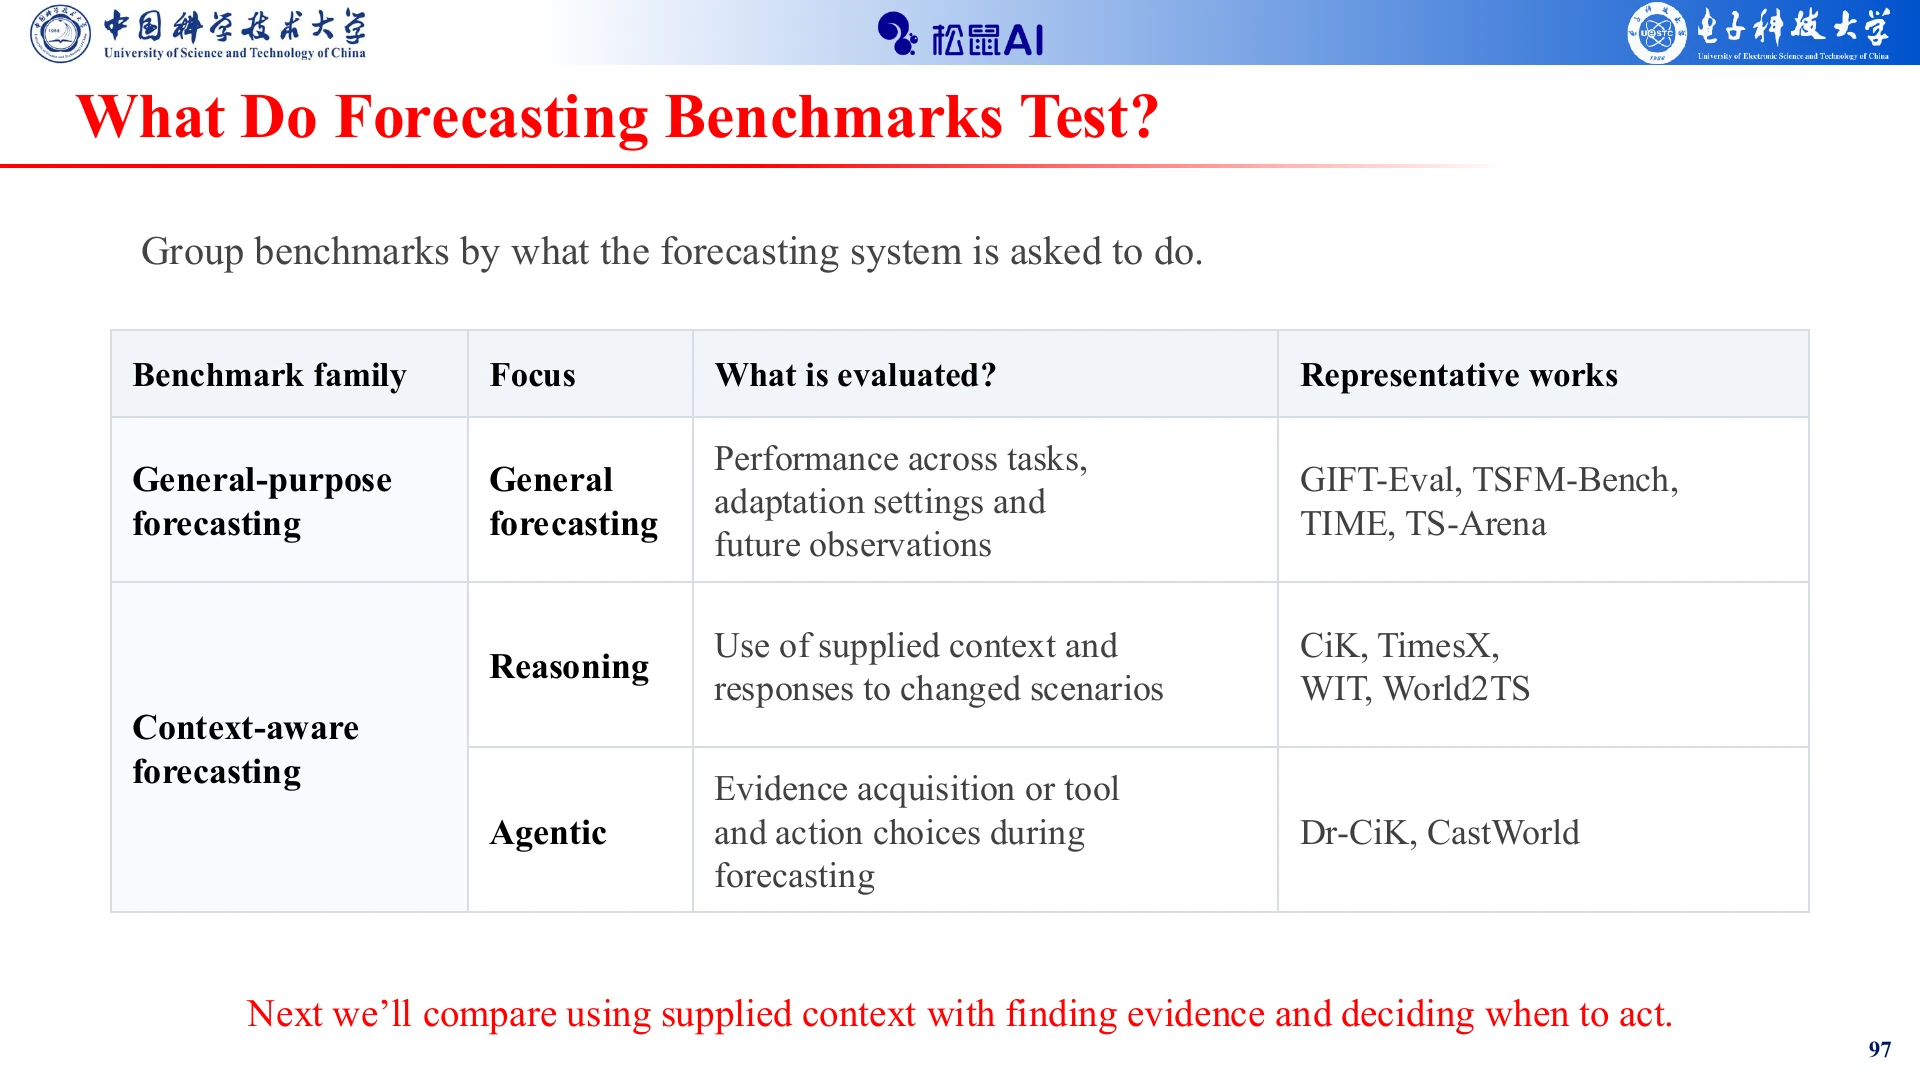 中国科学技术大学
University of Science and Technology of China
松鼠AI
电子科技大学
University of Electronic Science and Technology of China
What Do Forecasting Benchmarks Test?
Group benchmarks by what the forecasting system is asked to do.
Benchmark family
Focus
What is evaluated?
Representative works
General-purpose
forecasting
General
forecasting
Performance across tasks,
adaptation settings and
future observations
GIFT-Eval, TSFM-Bench,
TIME, TS-Arena
Context-aware
forecasting
Reasoning
Use of supplied context and
responses to changed scenarios
CiK, TimesX,
WIT, World2TS
Agentic
Evidence acquisition or tool
and action choices during
forecasting
Dr-CiK, CastWorld
Next we’ll compare using supplied context with finding evidence and deciding when to act.
97